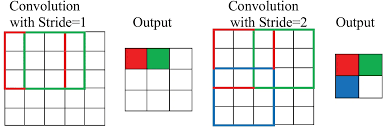 Convolution
with Stride=1
Output
Convolution
with Stride=2
Output